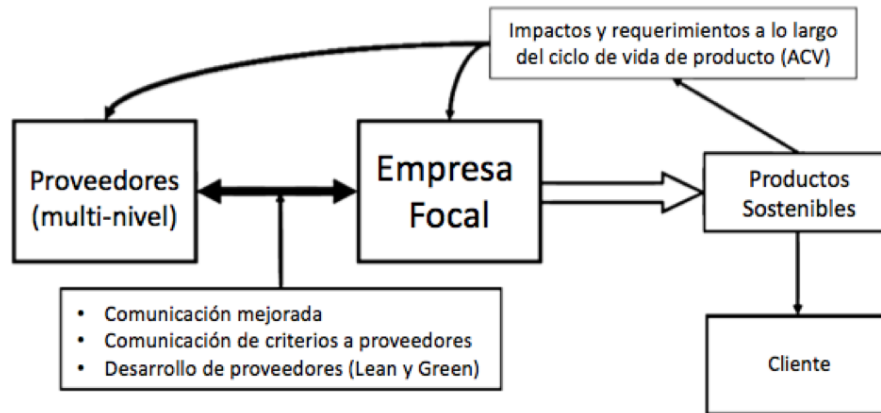 Impactos y requerimientos a lo largo
del ciclo de vida de producto (ACV)
Proveedores
(multi-nivel)
Empresa
Focal
Productos
Sostenibles
• Comunicación mejorada
• Comunicación de criterios a proveedores
• Desarrollo de proveedores (Lean y Green)
Cliente